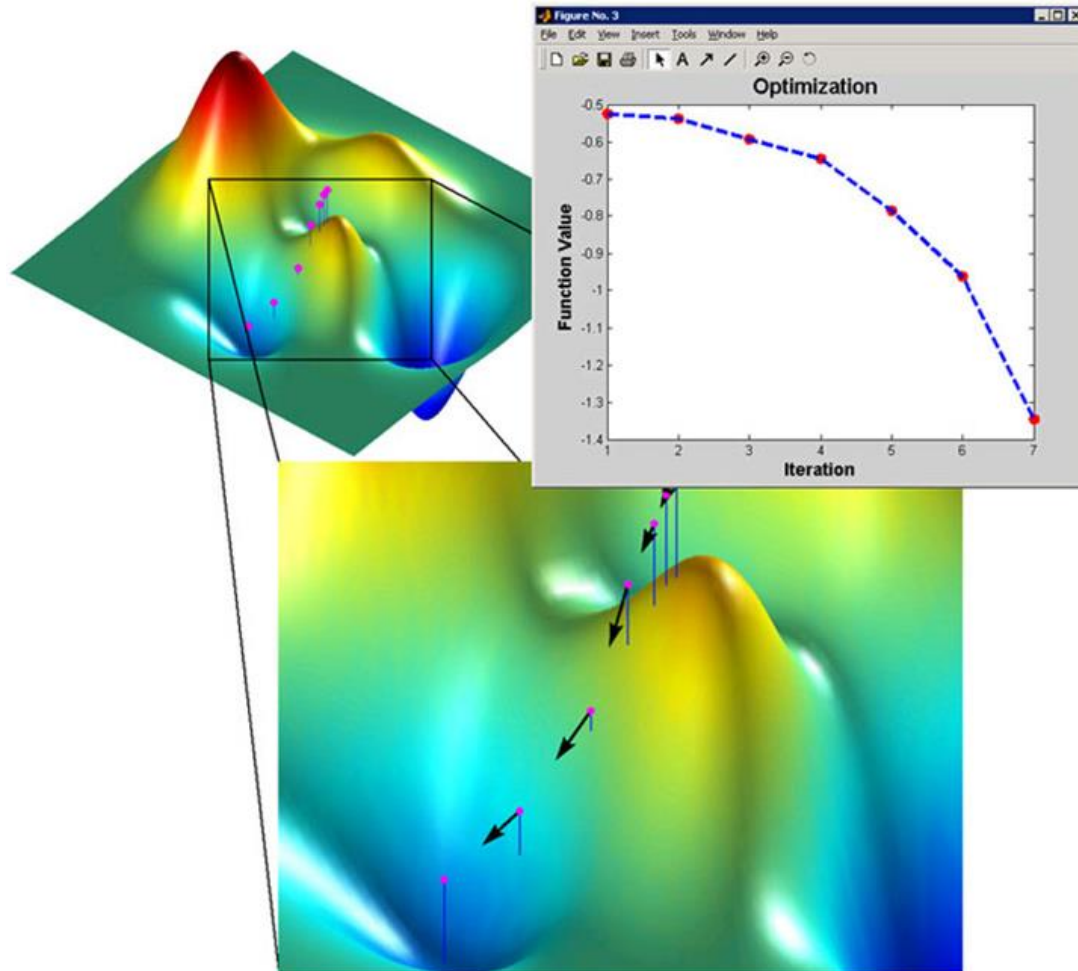 Figure No. 3
File Edit View Insert Tools Window Help
A
Optimization
Function Value
-0.5
-0.6
-0.7
-0.8
-0.9
-1
-1.1
-1.2
-1.3
-1.4
1 2 3 4 5 6 7
Iteration